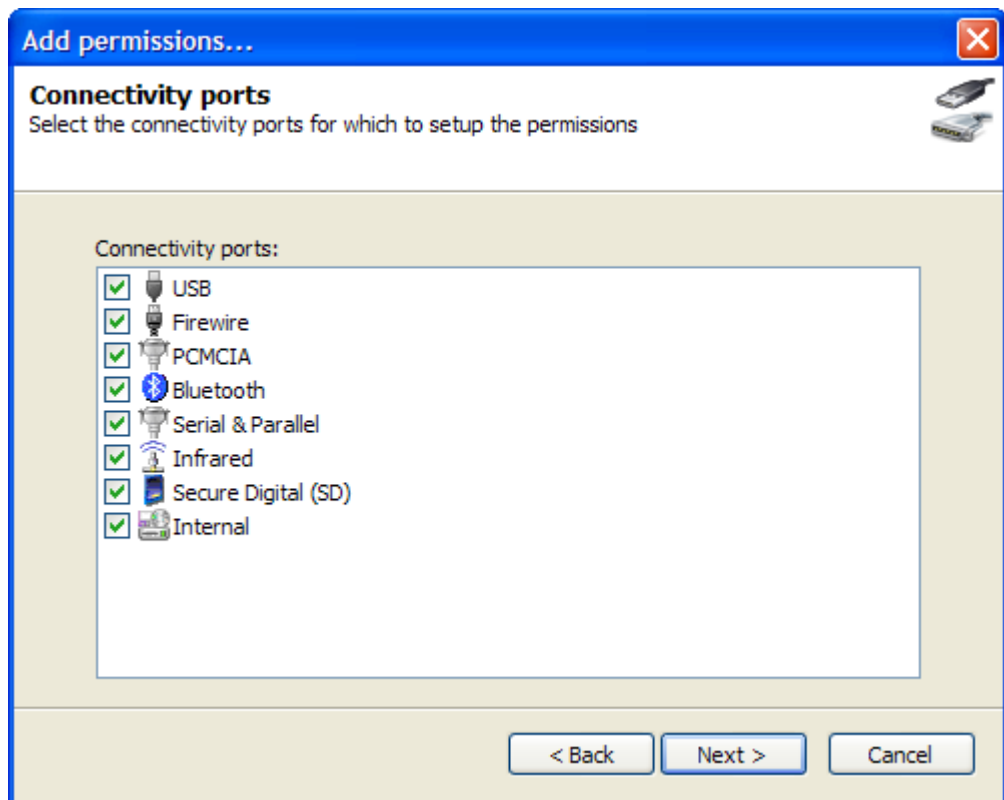 Add permissions...
Connectivity ports
Select the connectivity ports for which to setup the permissions
Connectivity ports:
USB
Firewire
PCMCIA
Bluetooth
Serial & Parallel
Infrared
Secure Digital (SD)
Internal
< Back
Next >
Cancel